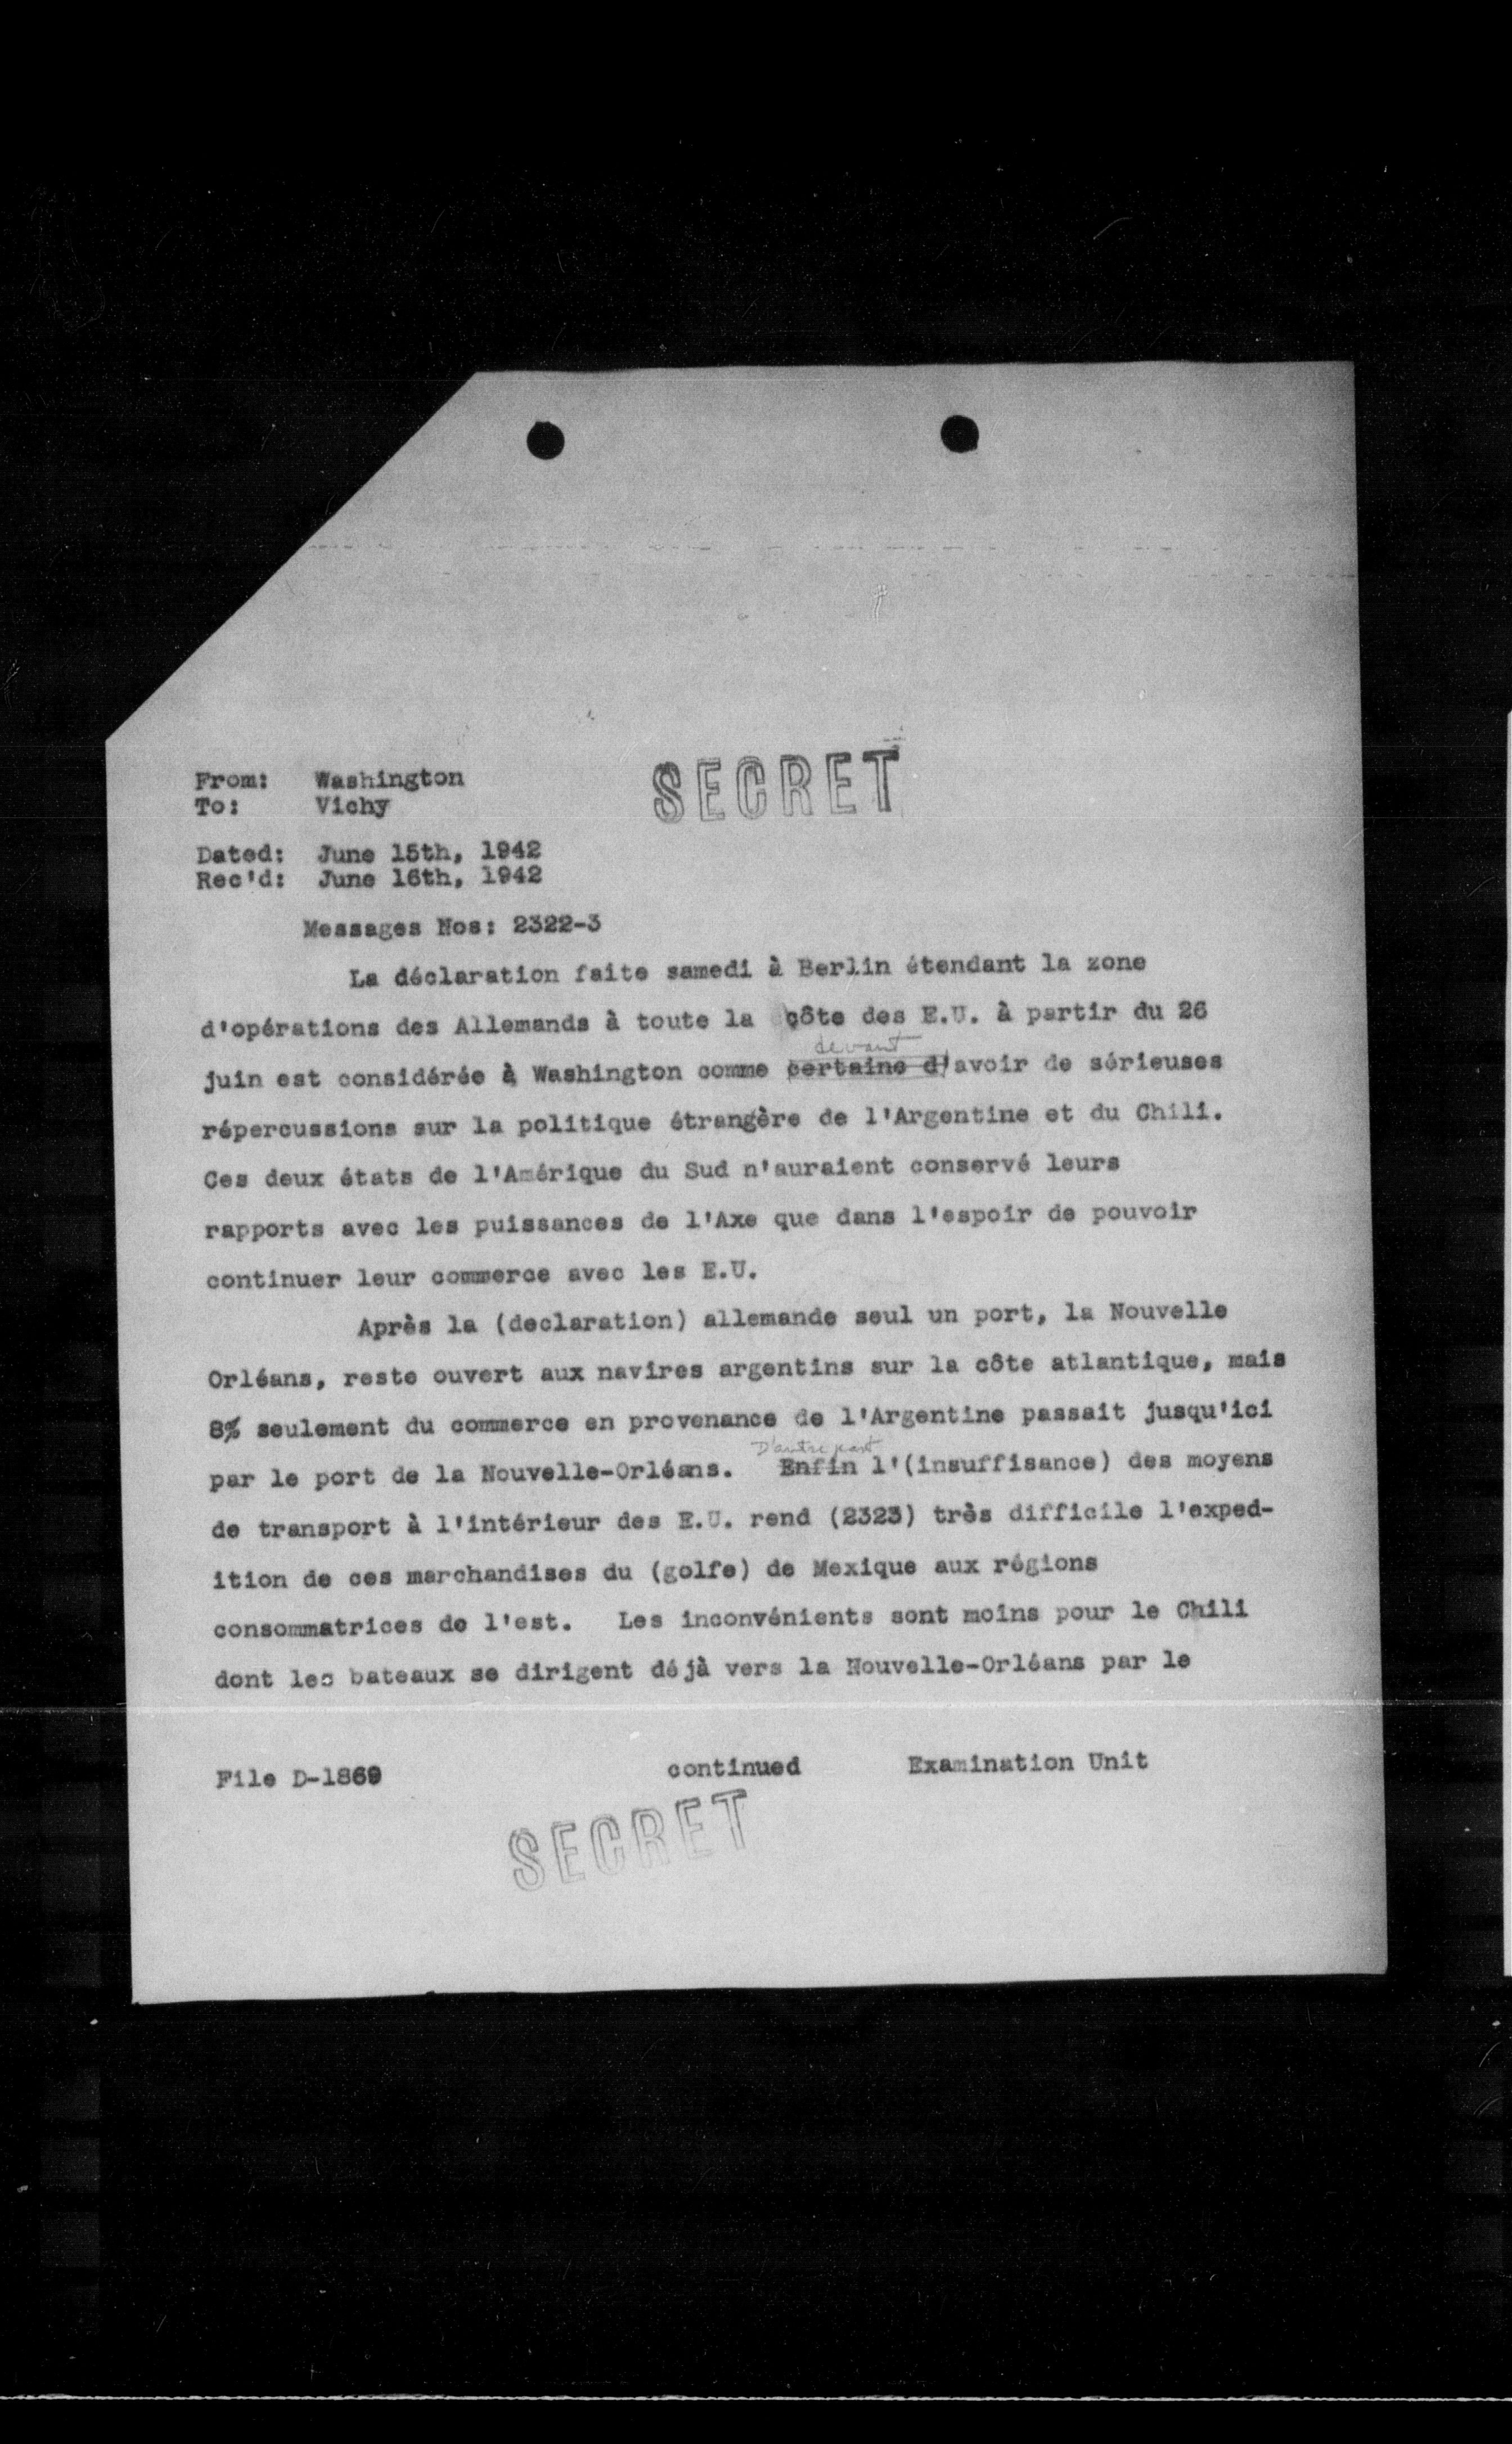 SECRET
From: Washington
To: Vichy
Dated: June 15th, 1942
Rec'd: June 16th, 1942
Messages Nos: 2322-3
La déclaration faite samedi à Berlin étendant la zone
d'opérations des Allemands à toute la côte des E.U. à partir du 26
devant
juin est considérée à Washington comme certaine d'avoir de sérieuses
répercussions sur la politique étrangère de l'Argentine et du Chili.
Ces deux états de l'Amérique du Sud n'auraient conservé leurs
rapports avec les puissances de l'Axe que dans l'espoir de pouvoir
continuer leur commerce avec les E.U.
Après la (declaration) allemande seul un port, la Nouvelle
Orléans, reste ouvert aux navires argentins sur la côte atlantique, mais
8% seulement du commerce en provenance de l'Argentine passait jusqu'ici
D'autre part
par le port de la Nouvelle-Orléans. Enfin l'(insuffisance) des moyens
de transport à l'intérieur des E.U. rend (2323) très difficile l'exped-
ition de ces marchandises du (golfe) de Mexique aux régions
consommatrices de l'est. Les inconvénients sont moins pour le Chili
dont les bateaux se dirigent déjà vers la Nouvelle-Orléans par le
File D-1869 continued Examination Unit
SECRET